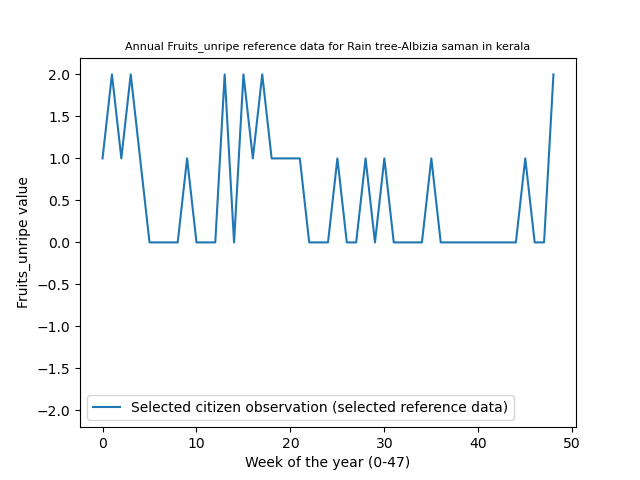 Annual Fruits_unripe reference data for Rain tree-Albizia saman in kerala
2.0
1.5
1.0
0.5
0.0
−0.5
−1.0
−1.5
−2.0
Fruits_unripe value
Selected citizen observation (selected reference data)
0 10 20 30 40 50
Week of the year (0-47)